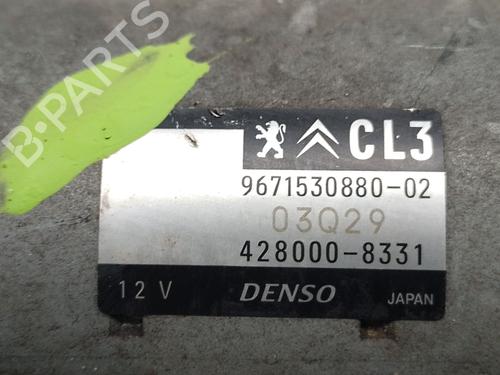 B-PARTS
CL3
9671530880-02
03Q29
428000-8331
12 V DENSO JAPAN